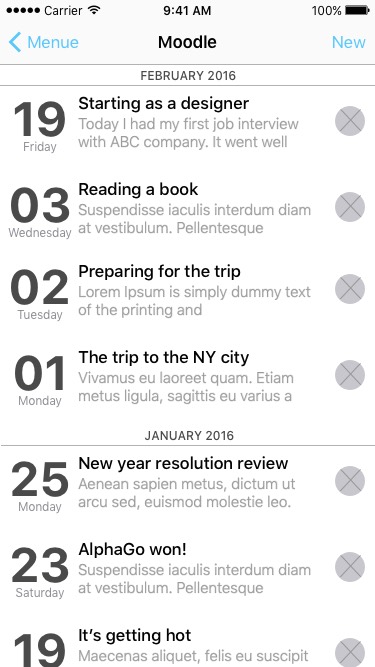 Carrier 9:41 AM 100%
Menue Moodle New
FEBRUARY 2016
19
Friday
Starting as a designer
Today I had my first job interview
with ABC company. It went well
03
Wednesday
Reading a book
Suspendisse iaculis interdum diam
at vestibulum. Pellentesque
02
Tuesday
Preparing for the trip
Lorem Ipsum is simply dummy text
of the printing and
01
Monday
The trip to the NY city
Vivamus eu laoreet quam. Etiam
metus ligula, sagittis eu varius a
JANUARY 2016
25
Monday
New year resolution review
Aenean sapien metus, dictum ut
arcu sed, euismod molestie leo.
23
Saturday
AlphaGo won!
Suspendisse iaculis interdum diam
at vestibulum. Pellentesque
19
It's getting hot
Maecenas aliquet, felis eu suscipit